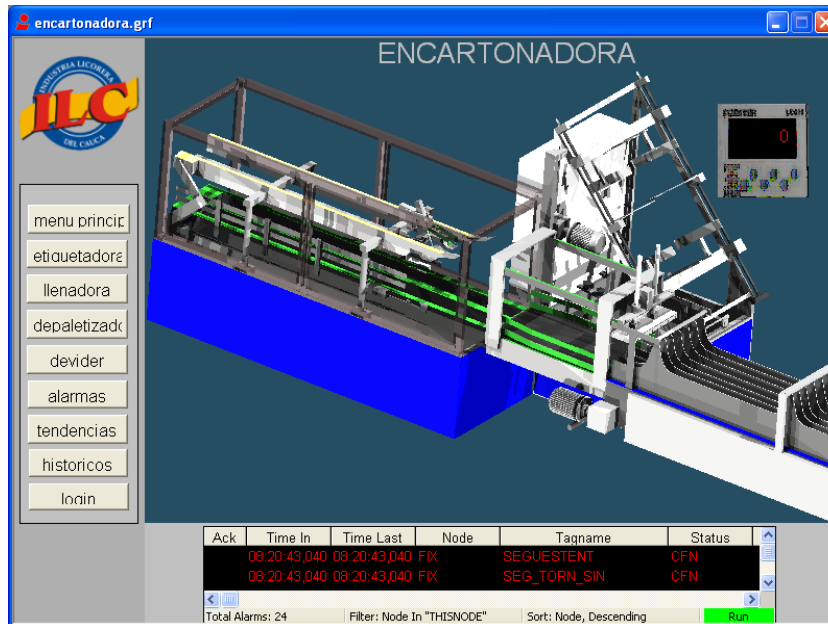 encartonadora.grf
ENCARTONADORA
INDUSTRIA LICORERA
ILC
DEL CAUCA
0
menu princip
etiquetadora
llenadora
depaletizado
devider
alarmas
tendencias
historicos
login
Ack Time In Time Last Node Tagname Status
08:20:43,040 08:20:43,040 FIX SEGUESTENT CFN
08:20:43,040 08:20:43,040 FIX SEG_TORN_SIN CFN
Total Alarms: 24 Filter: Node In "THISNODE" Sort: Node, Descending Run